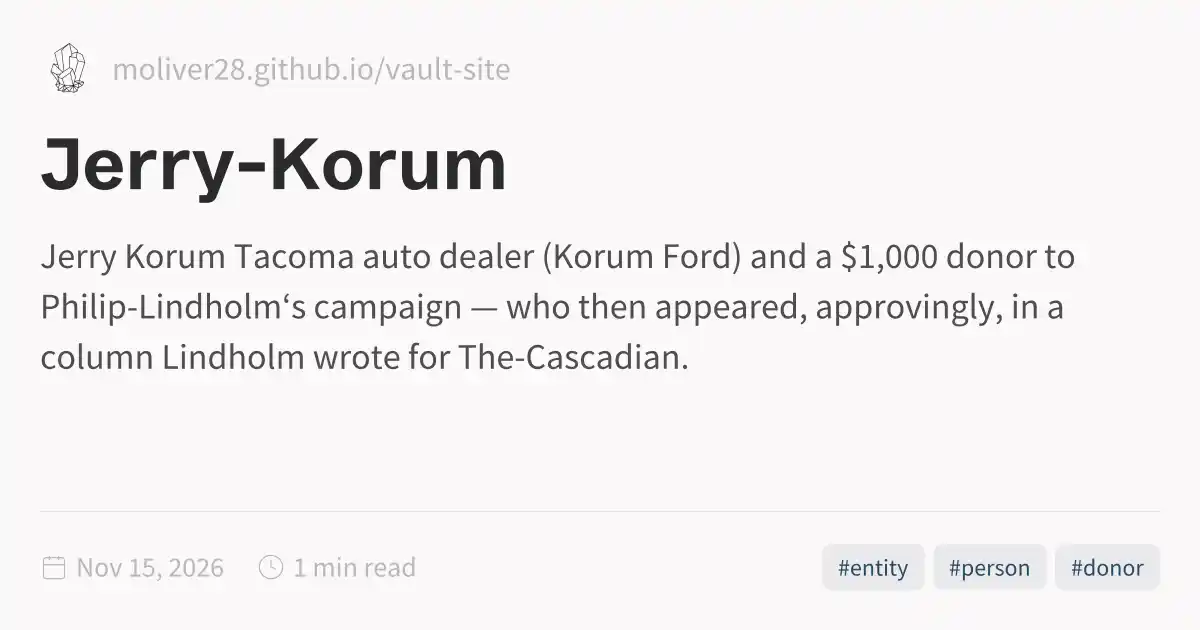 moliver28.github.io/vault-site
Jerry-Korum
Jerry Korum Tacoma auto dealer (Korum Ford) and a $1,000 donor to
Philip-Lindholm‘s campaign — who then appeared, approvingly, in a
column Lindholm wrote for The-Cascadian.
Nov 15, 2026 1 min read #entity #person #donor